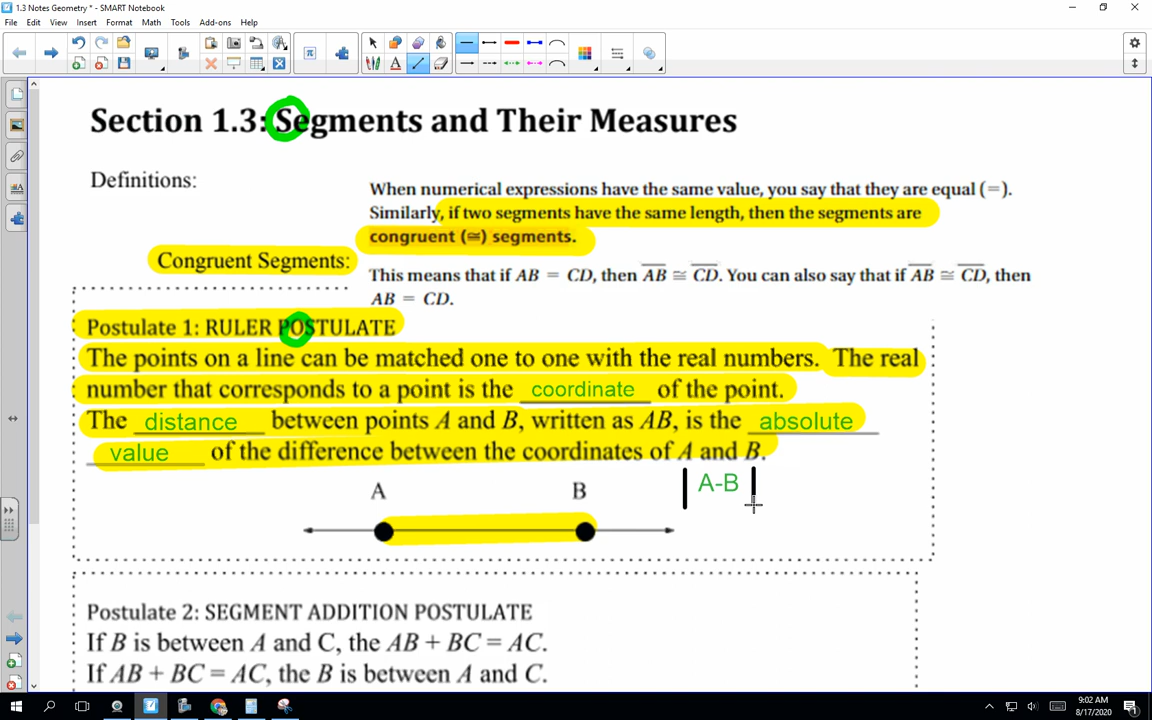 1.3 Notes Geometry * - SMART Notebook
File Edit View Insert Format Math Tools Add-ons Help
Section 1.3: Segments and Their Measures
Definitions:
When numerical expressions have the same value, you say that they are equal (=).
Similarly, if two segments have the same length, then the segments are
congruent (≅) segments.
Congruent Segments:
This means that if AB = CD, then A̅B̅ ≅ C̅D̅. You can also say that if A̅B̅ ≅ C̅D̅, then
AB = CD.
Postulate 1: RULER POSTULATE
The points on a line can be matched one to one with the real numbers. The real
number that corresponds to a point is the coordinate of the point.
The distance between points A and B, written as AB, is the absolute
value of the difference between the coordinates of A and B.
A B | A-B |
Postulate 2: SEGMENT ADDITION POSTULATE
If B is between A and C, the AB + BC = AC.
If AB + BC = AC, the B is between A and C.
9:02 AM
8/17/2020